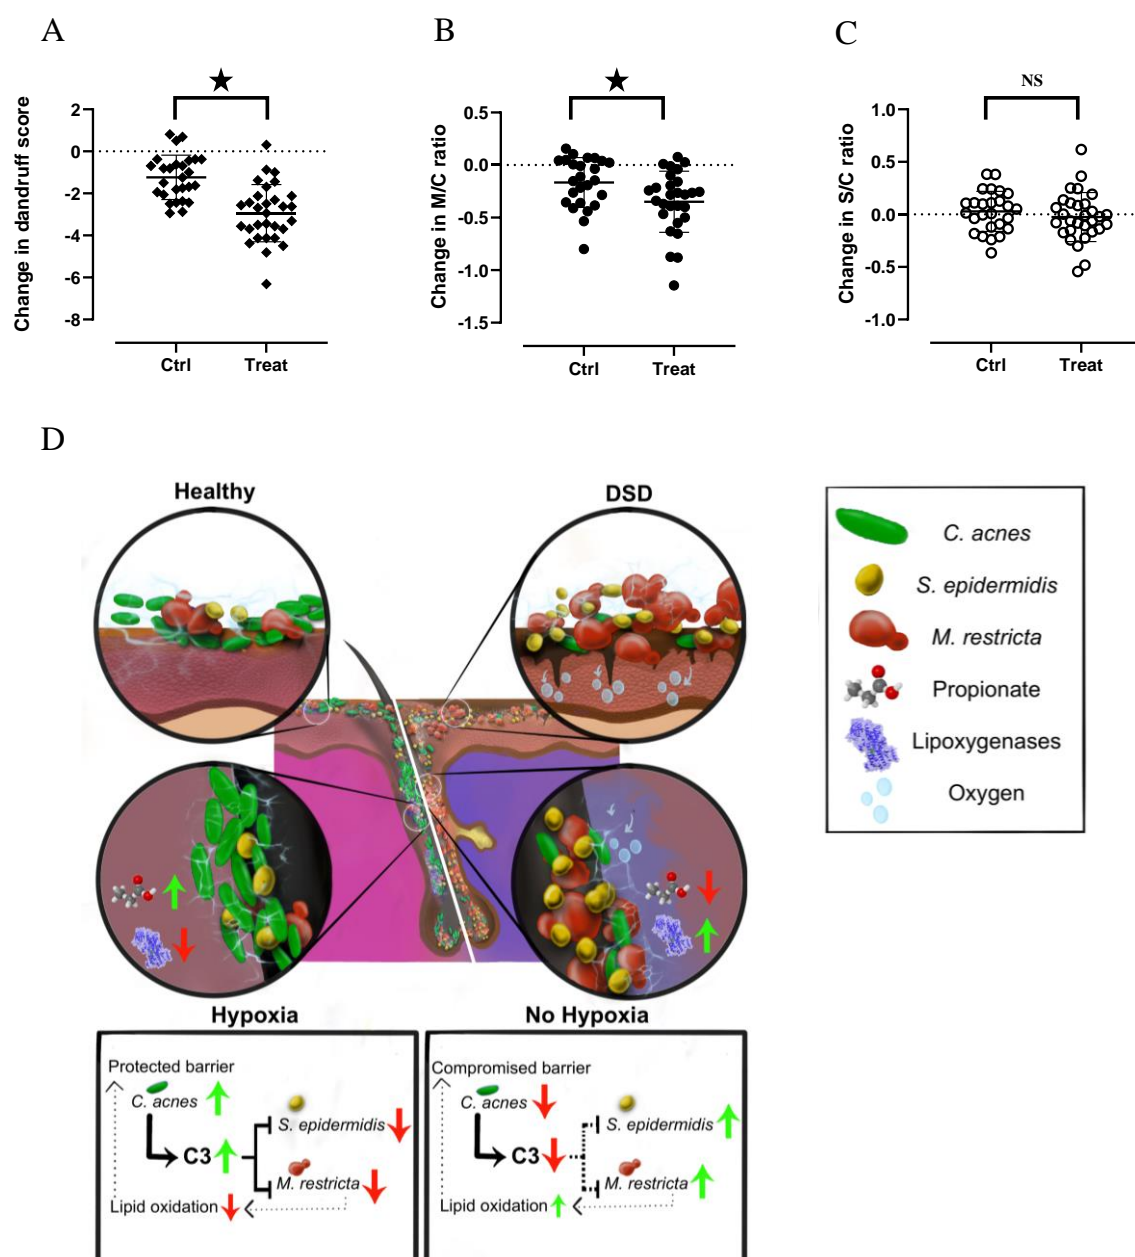 A
B
C
★
★
NS
Change in dandruff score
2
0
-2
-4
-6
-8
Ctrl
Treat
Change in M/C ratio
0.5
0.0
-0.5
-1.0
-1.5
Ctrl
Treat
Change in S/C ratio
1.0
0.5
0.0
-0.5
-1.0
Ctrl
Treat
D
Healthy
DSD
C. acnes
S. epidermidis
M. restricta
Propionate
Lipoxygenases
Oxygen
Hypoxia
No Hypoxia
Protected barrier
C. acnes
S. epidermidis
C3
M. restricta
Lipid oxidation
Compromised barrier
C. acnes
S. epidermidis
C3
M. restricta
Lipid oxidation